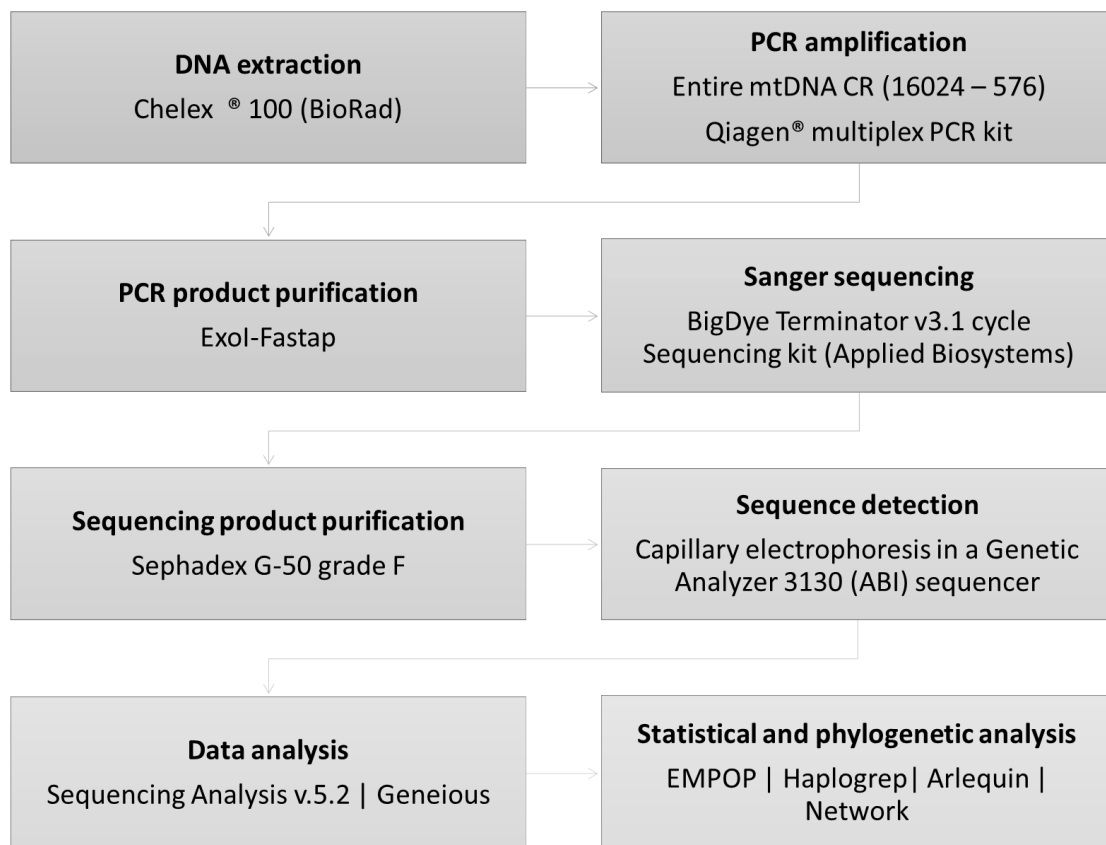 DNA extraction
Chelex ® 100 (BioRad)
PCR amplification
Entire mtDNA CR (16024 – 576)
Qiagen® multiplex PCR kit
PCR product purification
ExoI-Fastap
Sanger sequencing
BigDye Terminator v3.1 cycle
Sequencing kit (Applied Biosystems)
Sequencing product purification
Sephadex G-50 grade F
Sequence detection
Capillary electrophoresis in a Genetic
Analyzer 3130 (ABI) sequencer
Data analysis
Sequencing Analysis v.5.2 | Geneious
Statistical and phylogenetic analysis
EMPOP | Haplogrep| Arlequin |
Network